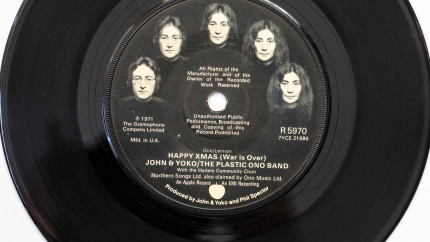 All Rights of the
Manufacturer and of the
Owner of the Recorded
Work Reserved
Unauthorised Public
Performance, Broadcasting
and Copying of this
Record Prohibited
℗ 1971
The Gramophone
Company Limited
Mfd. in U.K.
R 5970
7YCE 21686
Ono/Lennon
HAPPY XMAS (War is Over)
JOHN & YOKO/THE PLASTIC ONO BAND
With the Harlem Community Choir
Northern Songs Ltd. also claimed by Ono Music Ltd.
An Apple Record An EMI Recording
Produced by John & Yoko and Phil Spector